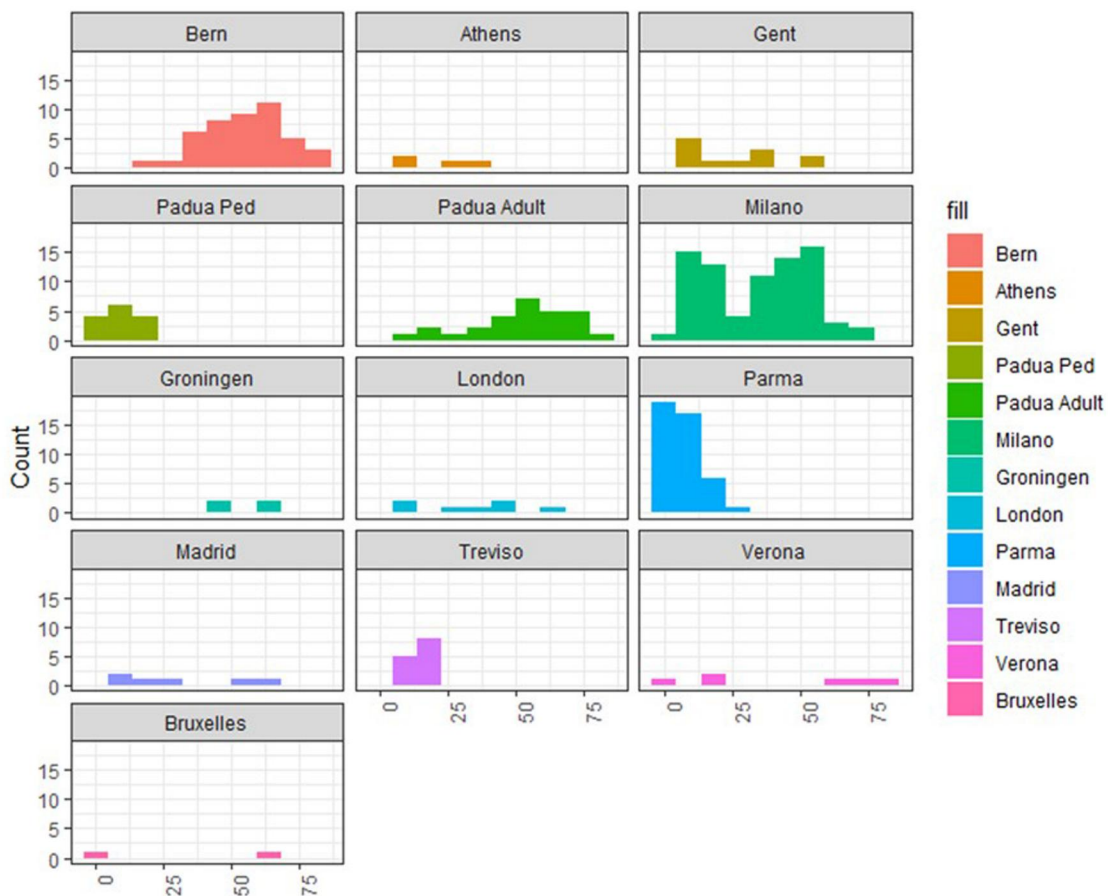 Bern
Athens
Gent
15
10
5
0
Padua Ped
Padua Adult
Milano
15
10
5
0
Groningen
London
Parma
15
10
5
0
Madrid
Treviso
Verona
15
10
5
0
0 25 50 75
0 25 50 75
Bruxelles
15
10
5
0
0 25 50 75
Count
fill
Bern
Athens
Gent
Padua Ped
Padua Adult
Milano
Groningen
London
Parma
Madrid
Treviso
Verona
Bruxelles